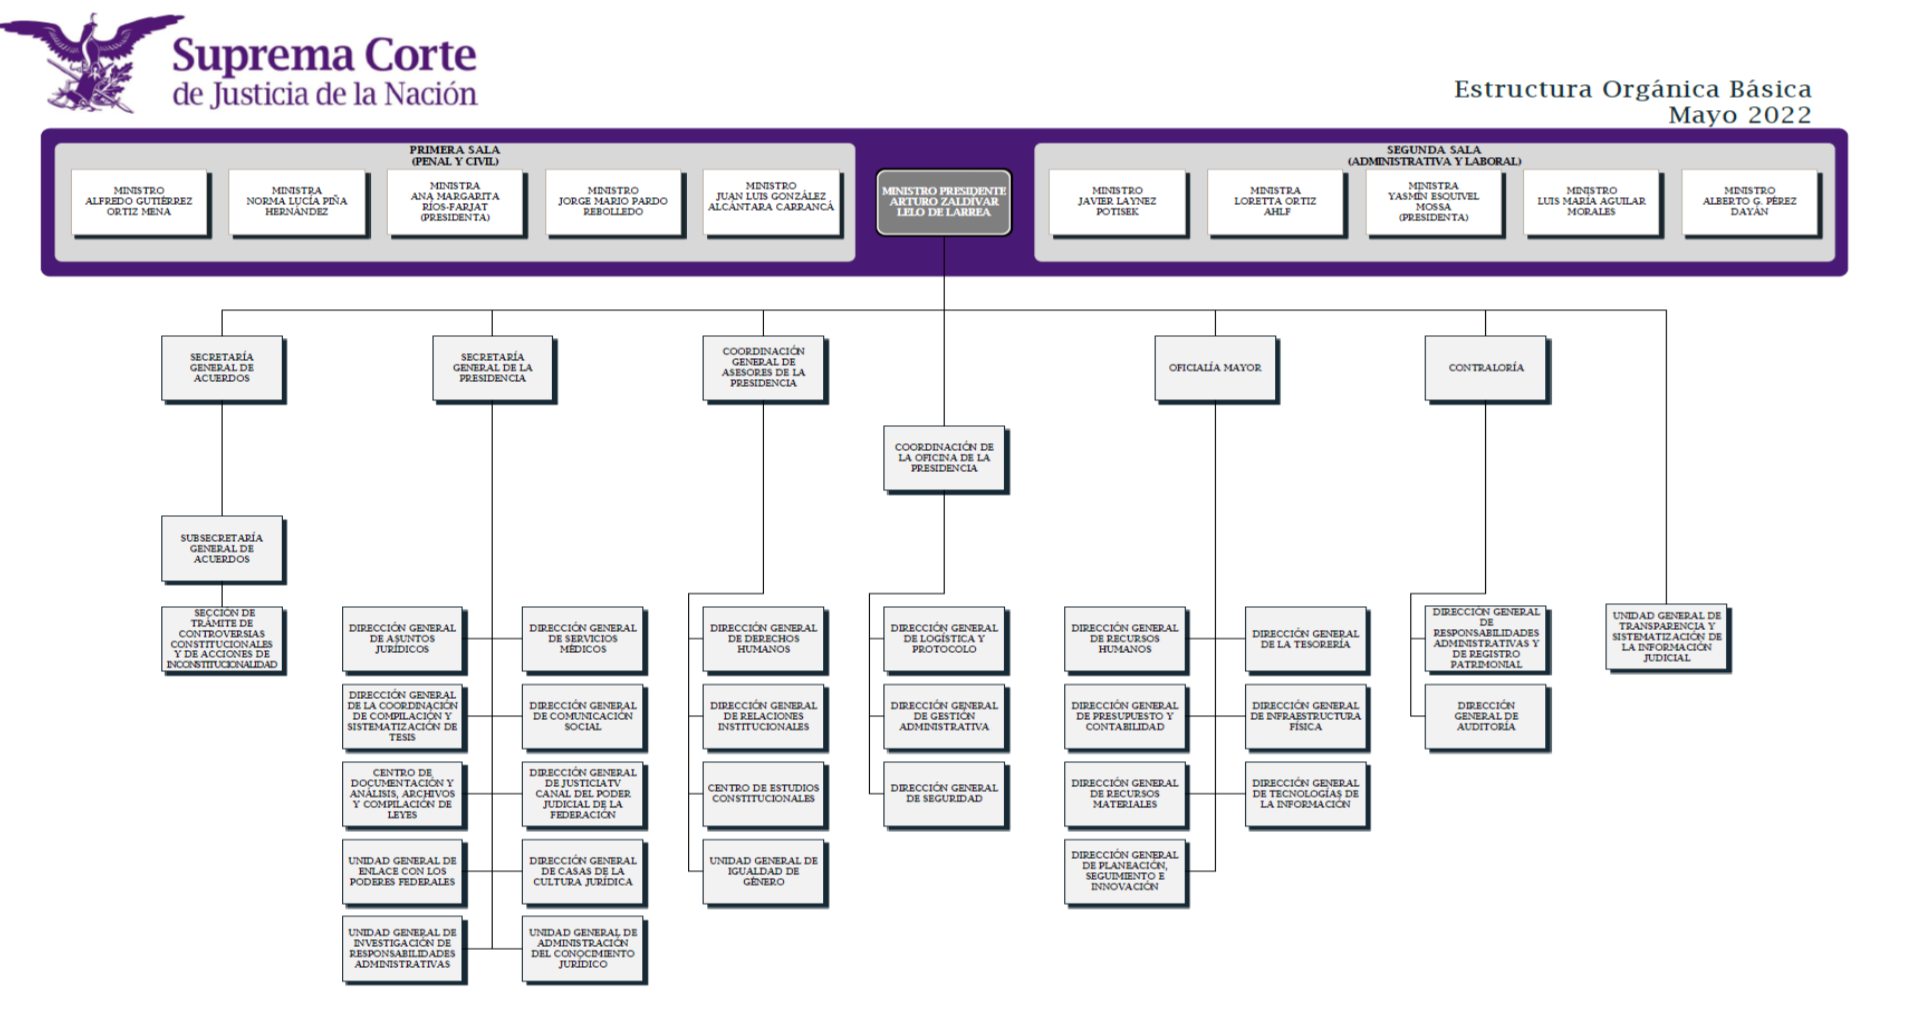 Suprema Corte
de Justicia de la Nación
Estructura Orgánica Básica
Mayo 2022
PRIMERA SALA
(PENAL Y CIVIL)
MINISTRO
ALFREDO GUTIÉRREZ
ORTIZ MENA
MINISTRA
NORMA LUCÍA PIÑA
HERNÁNDEZ
MINISTRA
ANA MARGARITA
RÍOS-FARJAT
(PRESIDENTA)
MINISTRO
JORGE MARIO PARDO
REBOLLEDO
MINISTRO
JUAN LUIS GONZÁLEZ
ALCÁNTARA CARRANCÁ
MINISTRO PRESIDENTE
ARTURO ZALDÍVAR
LELO DE LARREA
SEGUNDA SALA
(ADMINISTRATIVA Y LABORAL)
MINISTRO
JAVIER LAYNEZ
POTISEK
MINISTRA
LORETTA ORTIZ
AHLF
MINISTRA
YASMÍN ESQUIVEL
MOSSA
(PRESIDENTA)
MINISTRO
LUIS MARÍA AGUILAR
MORALES
MINISTRO
ALBERTO G. PÉREZ
DAYÁN
SECRETARÍA
GENERAL DE
ACUERDOS
SECRETARÍA
GENERAL DE LA
PRESIDENCIA
COORDINACIÓN
GENERAL DE
ASESORES DE LA
PRESIDENCIA
OFICIALÍA MAYOR
CONTRALORÍA
COORDINACIÓN DE
LA OFICINA DE LA
PRESIDENCIA
SUBSECRETARÍA
GENERAL DE
ACUERDOS
SECCIÓN DE
TRÁMITE DE
CONTROVERSIAS
CONSTITUCIONALES
Y DE ACCIONES DE
INCONSTITUCIONALIDAD
DIRECCIÓN GENERAL
DE ASUNTOS
JURÍDICOS
DIRECCIÓN GENERAL
DE SERVICIOS
MÉDICOS
DIRECCIÓN GENERAL
DE DERECHOS
HUMANOS
DIRECCIÓN GENERAL
DE LOGÍSTICA Y
PROTOCOLO
DIRECCIÓN GENERAL
DE RECURSOS
HUMANOS
DIRECCIÓN GENERAL
DE LA TESORERÍA
DIRECCIÓN GENERAL
DE
RESPONSABILIDADES
ADMINISTRATIVAS Y
DE REGISTRO
PATRIMONIAL
UNIDAD GENERAL DE
TRANSPARENCIA Y
SISTEMATIZACIÓN DE
LA INFORMACIÓN
JUDICIAL
DIRECCIÓN GENERAL
DE LA COORDINACIÓN
DE COMPILACIÓN Y
SISTEMATIZACIÓN DE
TESIS
DIRECCIÓN GENERAL
DE COMUNICACIÓN
SOCIAL
DIRECCIÓN GENERAL
DE RELACIONES
INSTITUCIONALES
DIRECCIÓN GENERAL
DE GESTIÓN
ADMINISTRATIVA
DIRECCIÓN GENERAL
DE PRESUPUESTO Y
CONTABILIDAD
DIRECCIÓN GENERAL
DE INFRAESTRUCTURA
FÍSICA
DIRECCIÓN
GENERAL DE
AUDITORÍA
CENTRO DE
DOCUMENTACIÓN Y
ANÁLISIS, ARCHIVOS
Y COMPILACIÓN DE
LEYES
DIRECCIÓN GENERAL
DE JUSTICIATV
CANAL DEL PODER
JUDICIAL DE LA
FEDERACIÓN
CENTRO DE ESTUDIOS
CONSTITUCIONALES
DIRECCIÓN GENERAL
DE SEGURIDAD
DIRECCIÓN GENERAL
DE RECURSOS
MATERIALES
DIRECCIÓN GENERAL
DE TECNOLOGÍAS DE
LA INFORMACIÓN
UNIDAD GENERAL DE
ENLACE CON LOS
PODERES FEDERALES
DIRECCIÓN GENERAL
DE CASAS DE LA
CULTURA JURÍDICA
UNIDAD GENERAL DE
IGUALDAD DE
GÉNERO
DIRECCIÓN GENERAL
DE PLANEACIÓN,
SEGUIMIENTO E
INNOVACIÓN
UNIDAD GENERAL DE
INVESTIGACIÓN DE
RESPONSABILIDADES
ADMINISTRATIVAS
UNIDAD GENERAL DE
ADMINISTRACIÓN
DEL CONOCIMIENTO
JURÍDICO